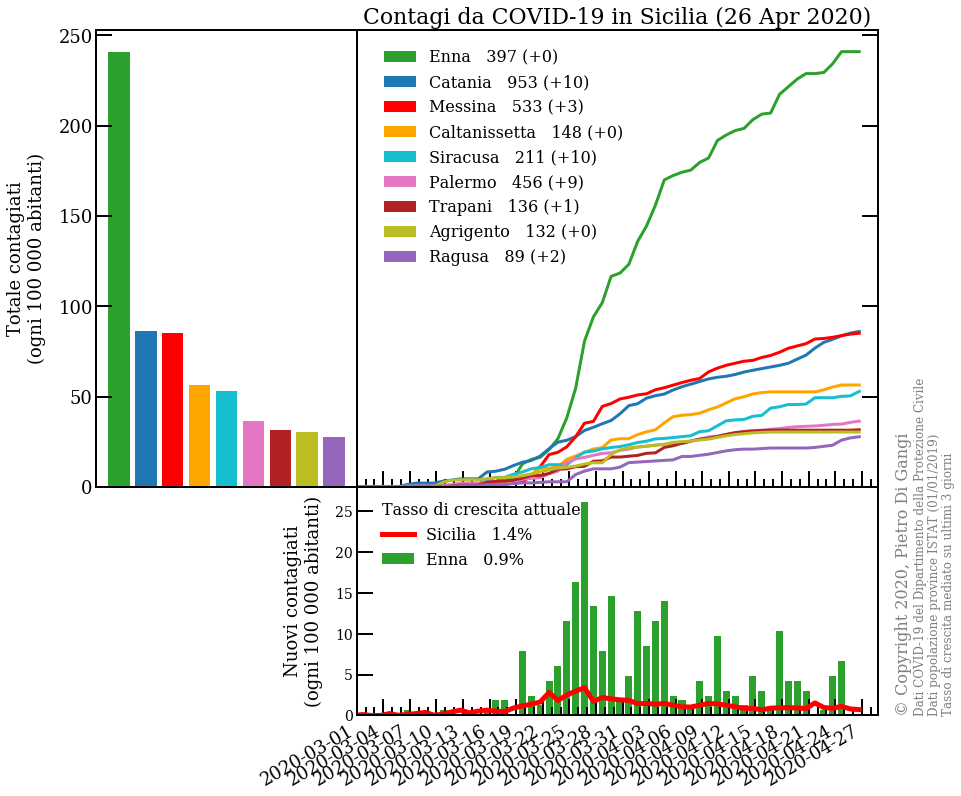 Contagi da COVID-19 in Sicilia (26 Apr 2020)
Totale contagiati
(ogni 100 000 abitanti)
250
200
150
100
50
0
Enna 397 (+0)
Catania 953 (+10)
Messina 533 (+3)
Caltanissetta 148 (+0)
Siracusa 211 (+10)
Palermo 456 (+9)
Trapani 136 (+1)
Agrigento 132 (+0)
Ragusa 89 (+2)
Nuovi contagiati
(ogni 100 000 abitanti)
25
20
15
10
5
0
Tasso di crescita attuale
Sicilia 1.4%
Enna 0.9%
2020-03-01
2020-03-04
2020-03-07
2020-03-10
2020-03-13
2020-03-16
2020-03-19
2020-03-22
2020-03-25
2020-03-28
2020-03-31
2020-04-03
2020-04-06
2020-04-09
2020-04-12
2020-04-15
2020-04-18
2020-04-21
2020-04-24
2020-04-27
© Copyright 2020, Pietro Di Gangi
Dati COVID-19 del Dipartimento della Protezione Civile
Dati popolazione province ISTAT (01/01/2019)
Tasso di crescita mediato su ultimi 3 giorni